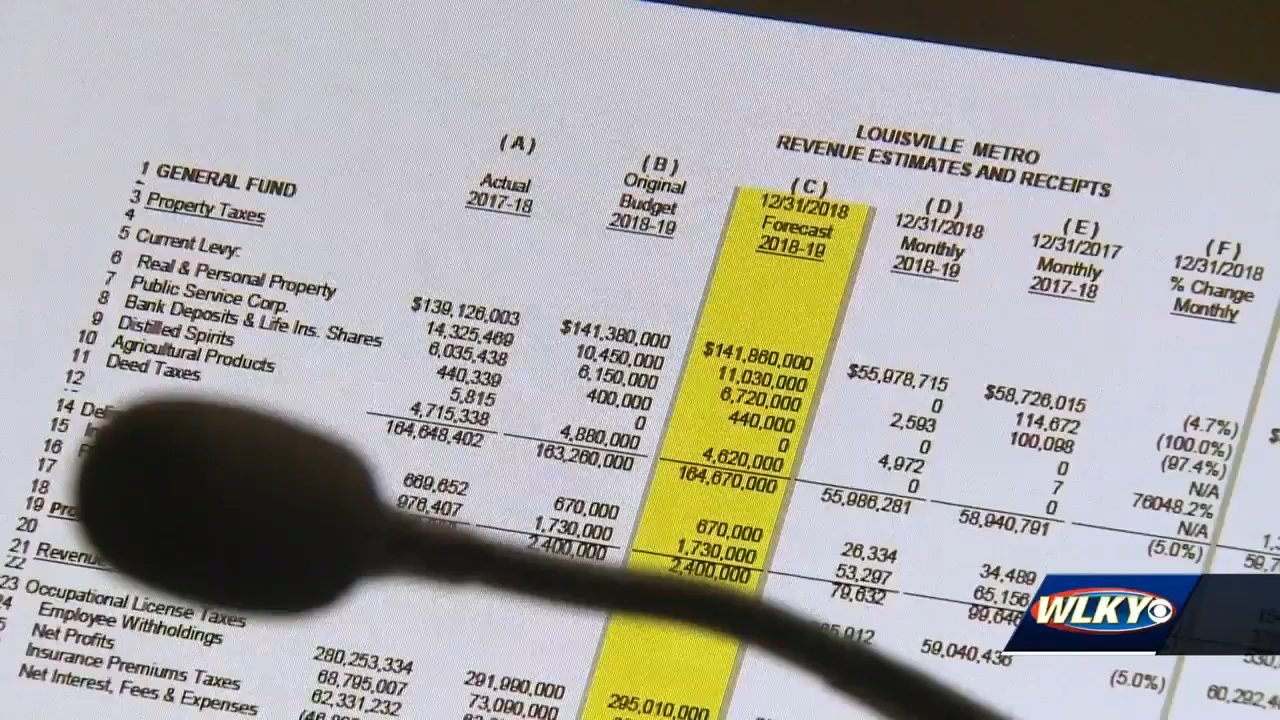 LOUISVILLE METRO
REVENUE ESTIMATES AND RECEIPTS
(A) (B) (C) (D) (E) (F)
Actual 2017-18
Original Budget 2018-19
12/31/2018 Forecast 2018-19
12/31/2018 Monthly 2018-19
12/31/2017 Monthly 2017-18
12/31/2018 % Change Monthly
1 GENERAL FUND
3 Property Taxes
4
5 Current Levy:
6 Real & Personal Property $139,126,003 $141,380,000 $141,860,000 $55,978,715 $58,726,015 (4.7%)
7 Public Service Corp. 14,325,469 10,450,000 11,030,000 0 114,672 (100.0%)
8 Bank Deposits & Life Ins. Shares 6,035,438 6,150,000 6,720,000 2,593 100,098 (97.4%)
9 Distilled Spirits 440,339 400,000 440,000 0 0 N/A
10 Agricultural Products 5,815 0 0 4,972 7 76048.2%
11 Deed Taxes 4,715,338 4,880,000 4,620,000 0 0 N/A
12 164,648,402 163,260,000 164,670,000 55,986,281 58,940,791 (5.0%)
14 669,652 670,000 670,000 26,334 34,489
15 976,407 1,730,000 1,730,000 53,297 65,156
16 2,400,000 2,400,000 79,632
17
18
19
20 59,040,436 (5.0%)
21 Revenue
22
23 Occupational License Taxes
Employee Withholdings 280,253,334 291,990,000 295,010,000
Net Profits 68,795,007 73,090,000
Insurance Premiums Taxes 62,331,232
Net Interest, Fees & Expenses
WLKY